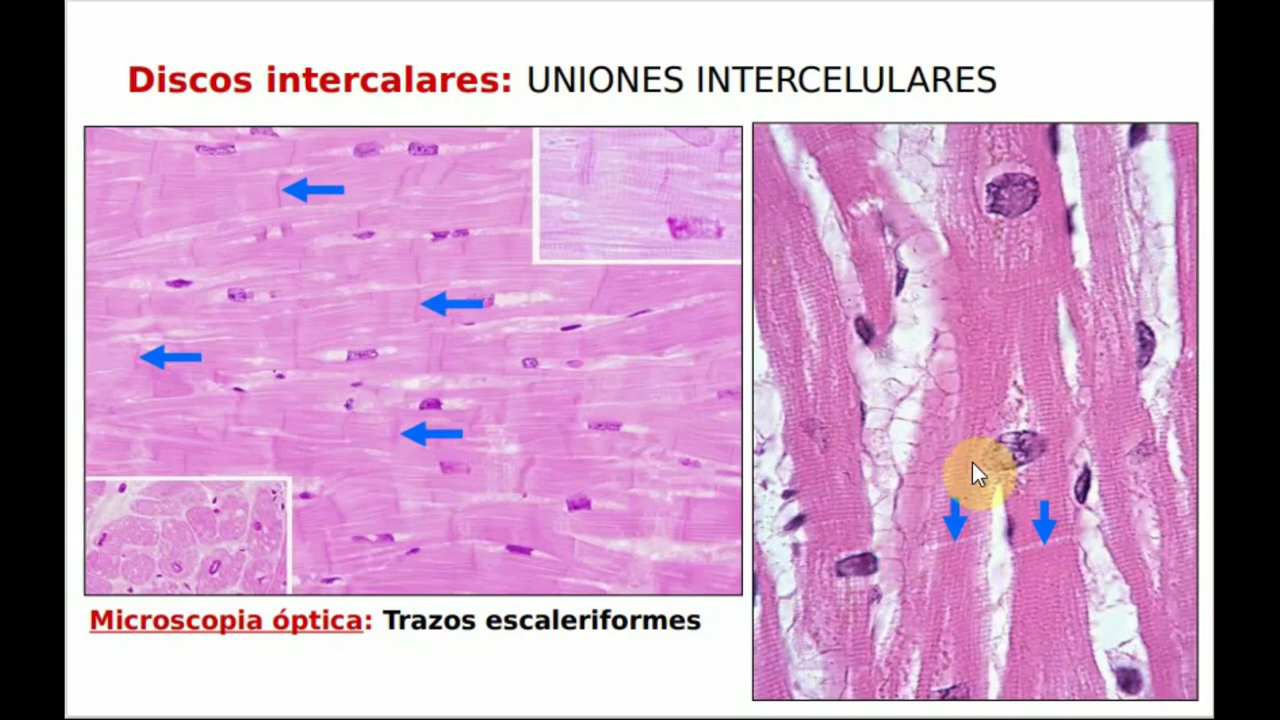 Discos intercalares: UNIONES INTERCELULARES
Microscopia óptica: Trazos escaleriformes